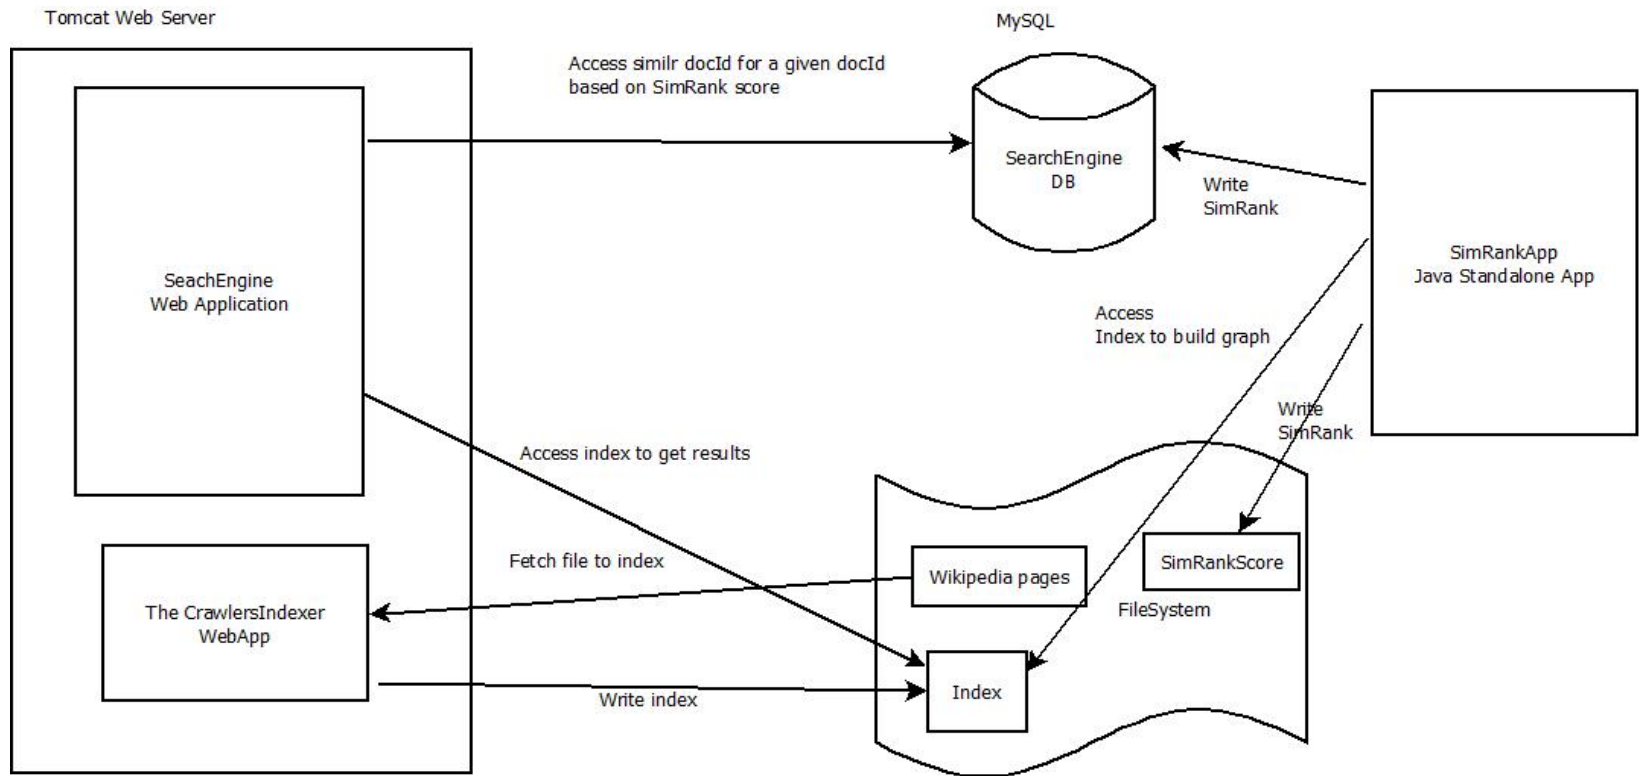 Tomcat Web Server
MySQL
Access similr docId for a given docId
based on SimRank score
SearchEngine
DB
Write
SimRank
SeachEngine
Web Application
SimRankApp
Java Standalone App
Access
Index to build graph
Write
SimRank
Access index to get results
Fetch file to index
Wikipedia pages
SimRankScore
FileSystem
The CrawlersIndexer
WebApp
Index
Write index